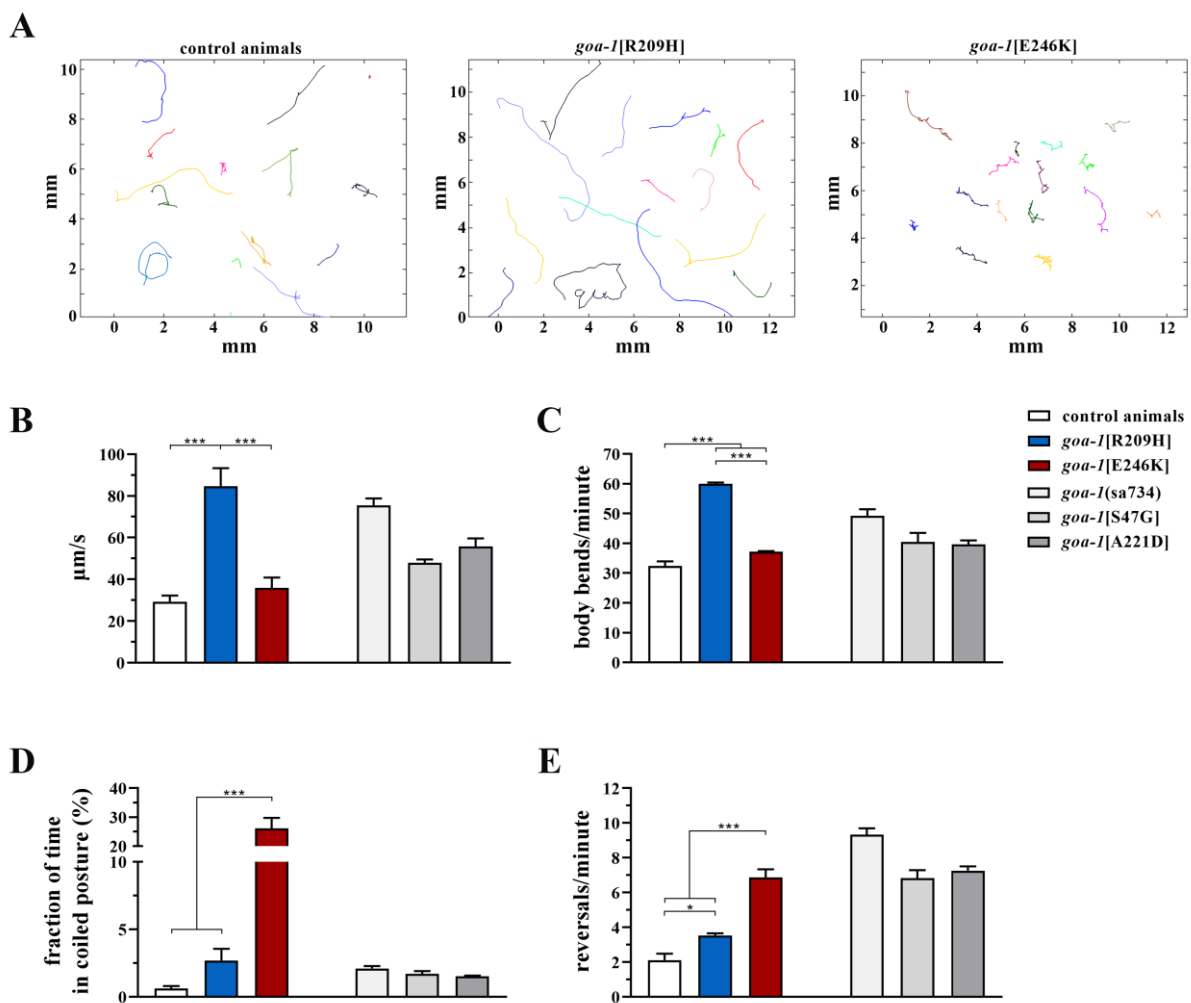 A
control animals
goa-1[R209H]
goa-1[E246K]
10
8
6
4
2
0
mm
0
2
4
6
8
10
mm
10
8
6
4
2
0
mm
0
2
4
6
8
10
12
mm
10
8
6
4
2
mm
0
2
4
6
8
10
12
mm
B
***
***
100
80
60
40
20
0
µm/s
C
***
***
70
60
50
40
30
20
10
0
body bends/minute
control animals
goa-1[R209H]
goa-1[E246K]
goa-1(sa734)
goa-1[S47G]
goa-1[A221D]
D
***
40
30
20
10
5
0
fraction of time
in coiled posture (%)
E
***
*
12
10
8
6
4
2
0
reversals/minute